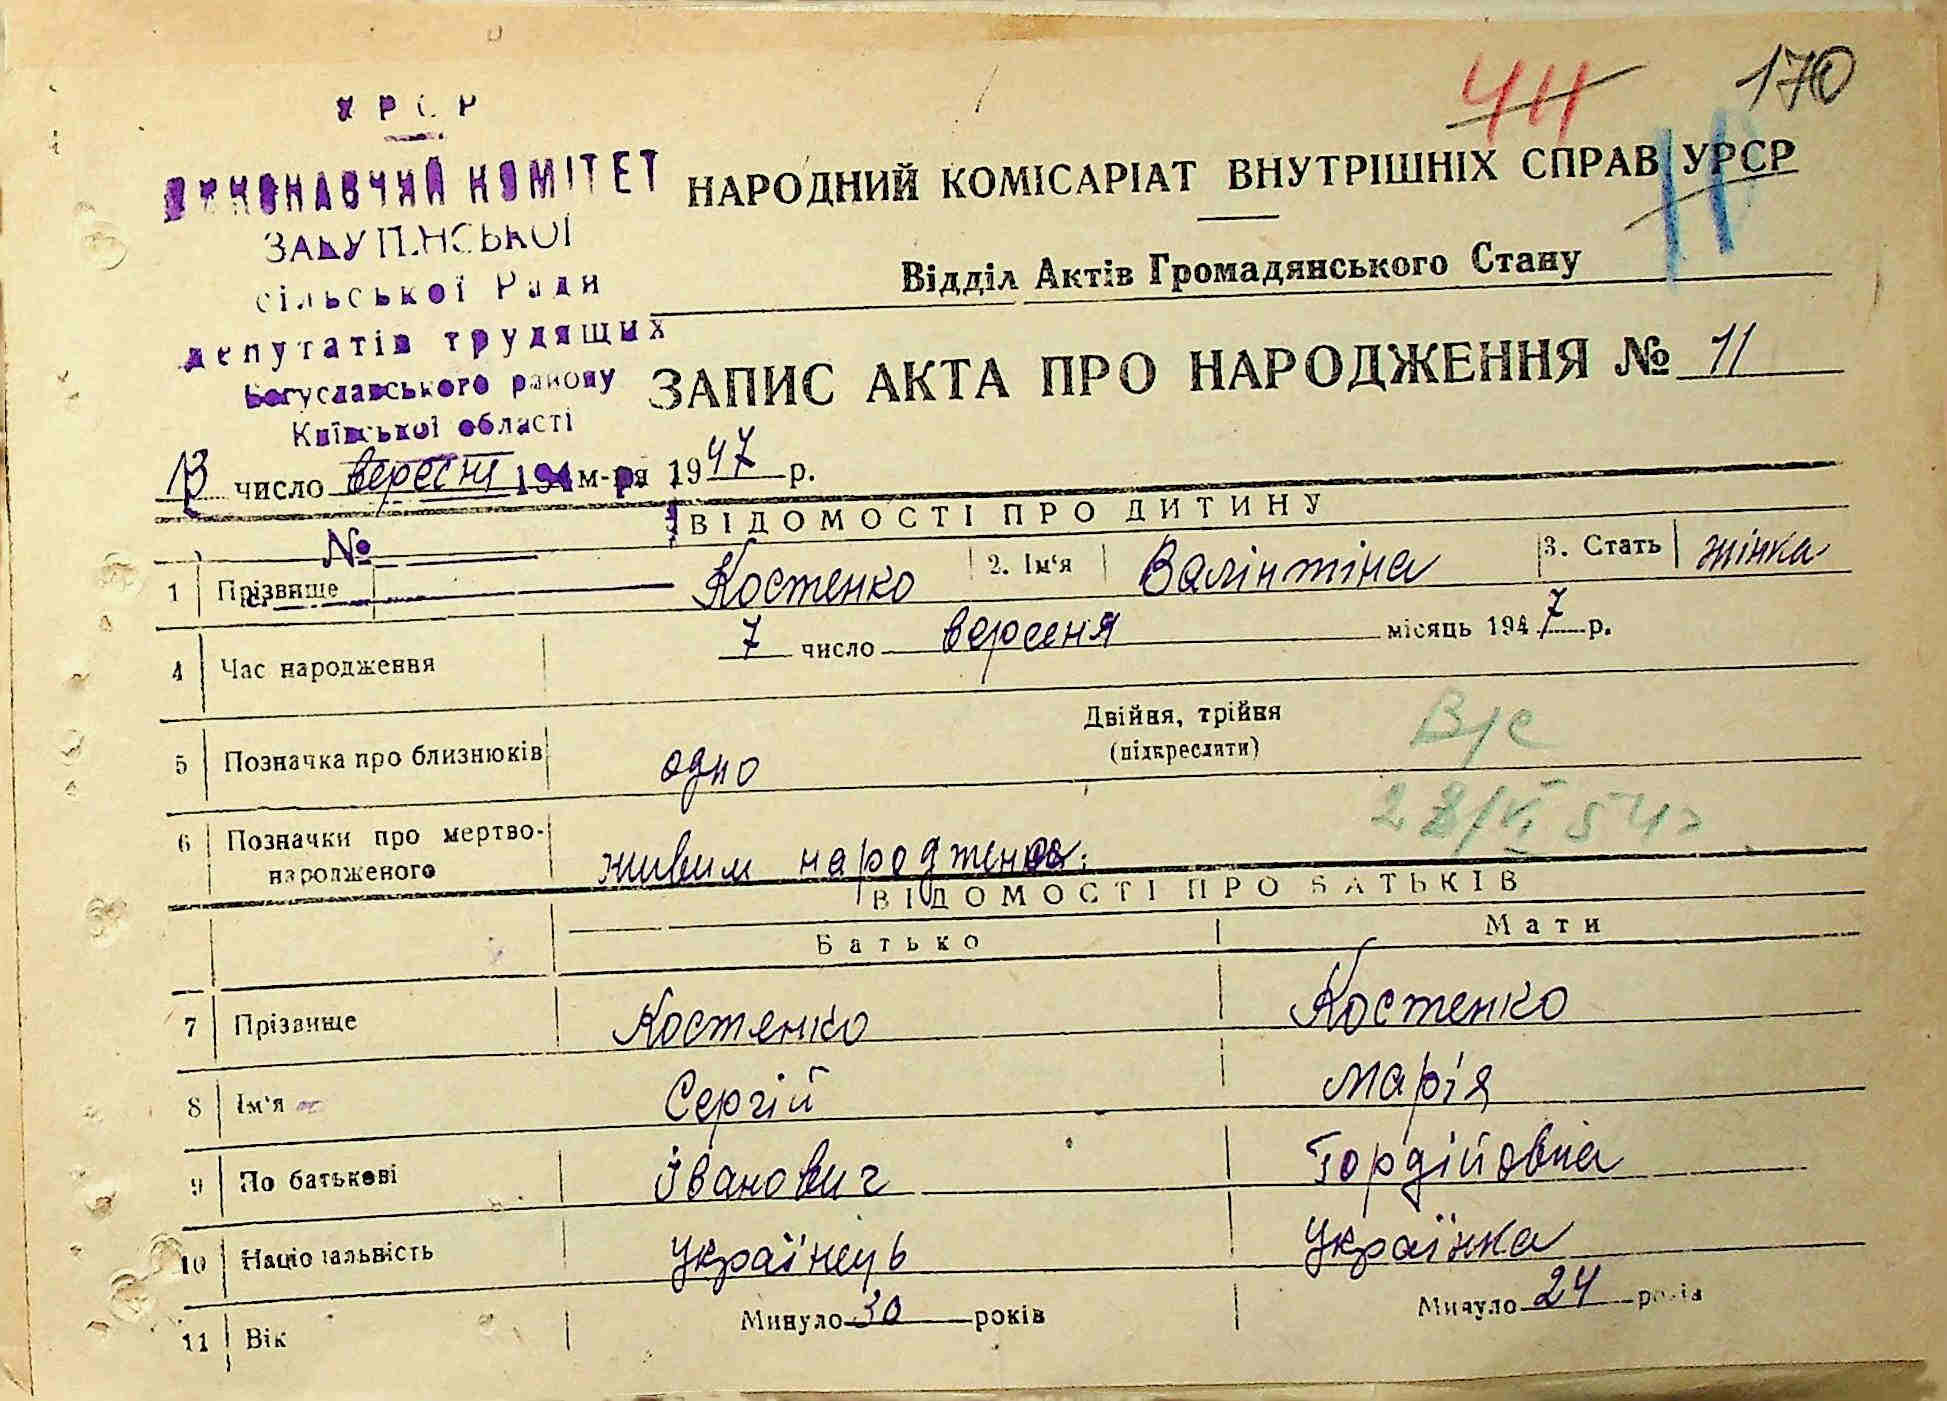 44 170
УРСР
ВИКОНАВЧИЙ КОМІТЕТ
сільської Ради
депутатів трудящих
Богуславського району
Київської області
НАРОДНИЙ КОМІСАРІАТ ВНУТРІШНІХ СПРАВ УРСР
11
Відділ Актів Громадянського Стану
ЗАПИС АКТА ПРО НАРОДЖЕННЯ № 11
13 число вересня 194 м-ця 1947 р.
№
ВІДОМОСТІ ПРО ДИТИНУ
1 Прізвище Костенко 2. Ім'я Валінтіна 3. Стать жінка
4 Час народження 7 число вересня місяць 1947 р.
5 Позначка про близнюків одно Двійня, трійня (підкреслити)
В/с
6 Позначки про мертво-
народженого живим народжена.
ВІДОМОСТІ ПРО БАТЬКІВ
Батько Мати
7 Прізвище Костенко Костенко
8 Ім'я Сергій Марія
9 По батькові Іванович Гордійовна
10 Національність Українець Українка
11 Вік Минуло 30 років Минуло 24 років